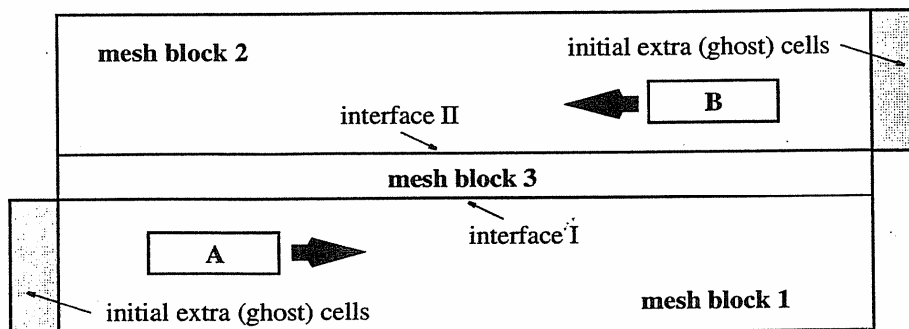 mesh block 2
initial extra (ghost) cells
B
interface II
mesh block 3
interface I
A
initial extra (ghost) cells
mesh block 1